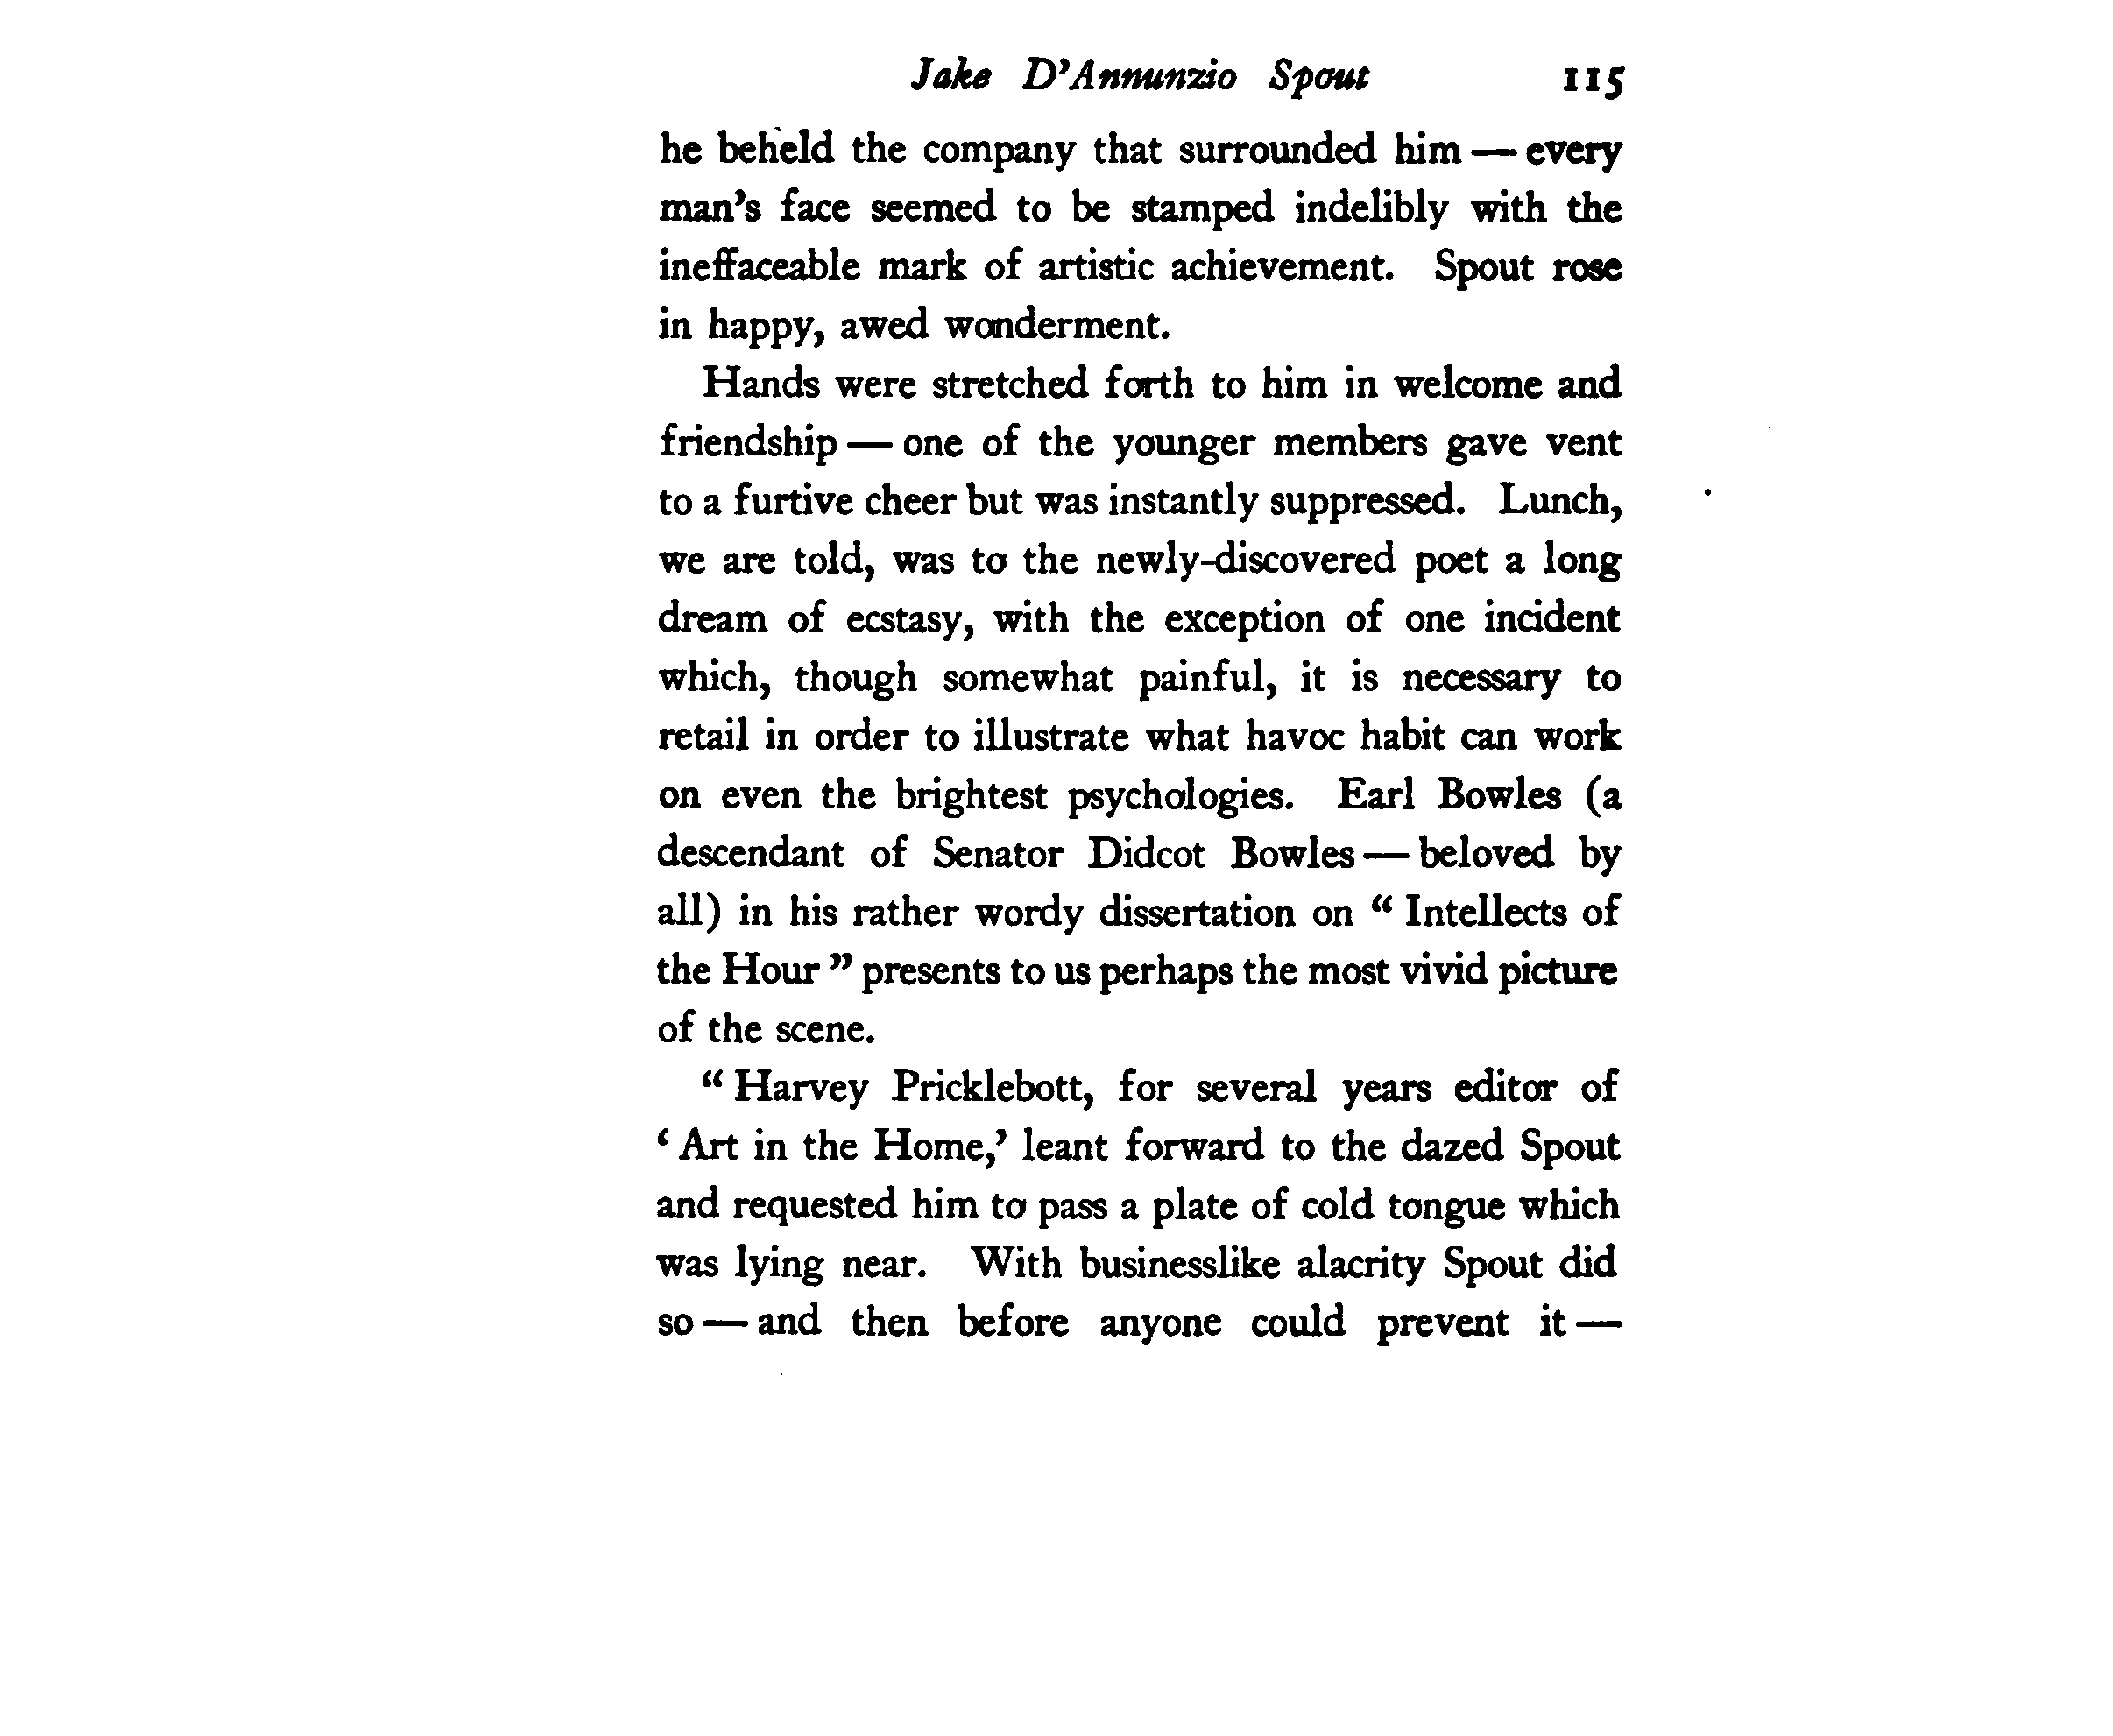 Jake D'Annunzio Spout 115
he beheld the company that surrounded him — every
man's face seemed to be stamped indelibly with the
ineffaceable mark of artistic achievement. Spout rose
in happy, awed wonderment.
Hands were stretched forth to him in welcome and
friendship — one of the younger members gave vent
to a furtive cheer but was instantly suppressed. Lunch,
we are told, was to the newly-discovered poet a long
dream of ecstasy, with the exception of one incident
which, though somewhat painful, it is necessary to
retail in order to illustrate what havoc habit can work
on even the brightest psychologies. Earl Bowles (a
descendant of Senator Didcot Bowles — beloved by
all) in his rather wordy dissertation on " Intellects of
the Hour " presents to us perhaps the most vivid picture
of the scene.
" Harvey Pricklebott, for several years editor of
' Art in the Home,' leant forward to the dazed Spout
and requested him to pass a plate of cold tongue which
was lying near. With businesslike alacrity Spout did
so — and then before anyone could prevent it —